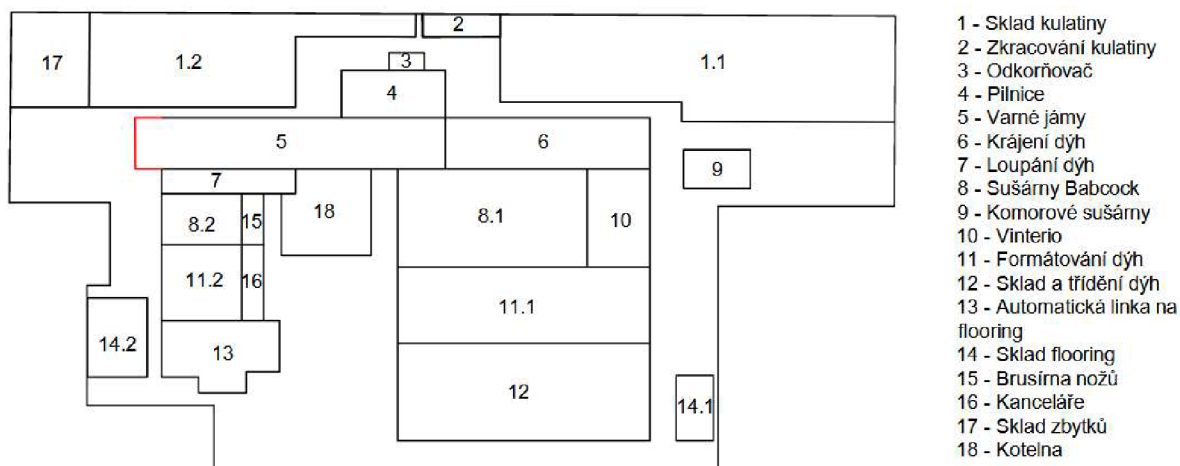 2
17
1.2
3
1.1
4
5
6
9
7
8.2
15
18
8.1
10
11.2
16
11.1
14.2
13
12
14.1
1 - Sklad kulatiny
2 - Zkracování kulatiny
3 - Odkorňovač
4 - Pilnice
5 - Varné jámy
6 - Krájení dýh
7 - Loupání dýh
8 - Sušárny Babcock
9 - Komorové sušárny
10 - Vinterio
11 - Formátování dýh
12 - Sklad a třídění dýh
13 - Automatická linka na
flooring
14 - Sklad flooring
15 - Brusírna nožů
16 - Kanceláře
17 - Sklad zbytků
18 - Kotelna